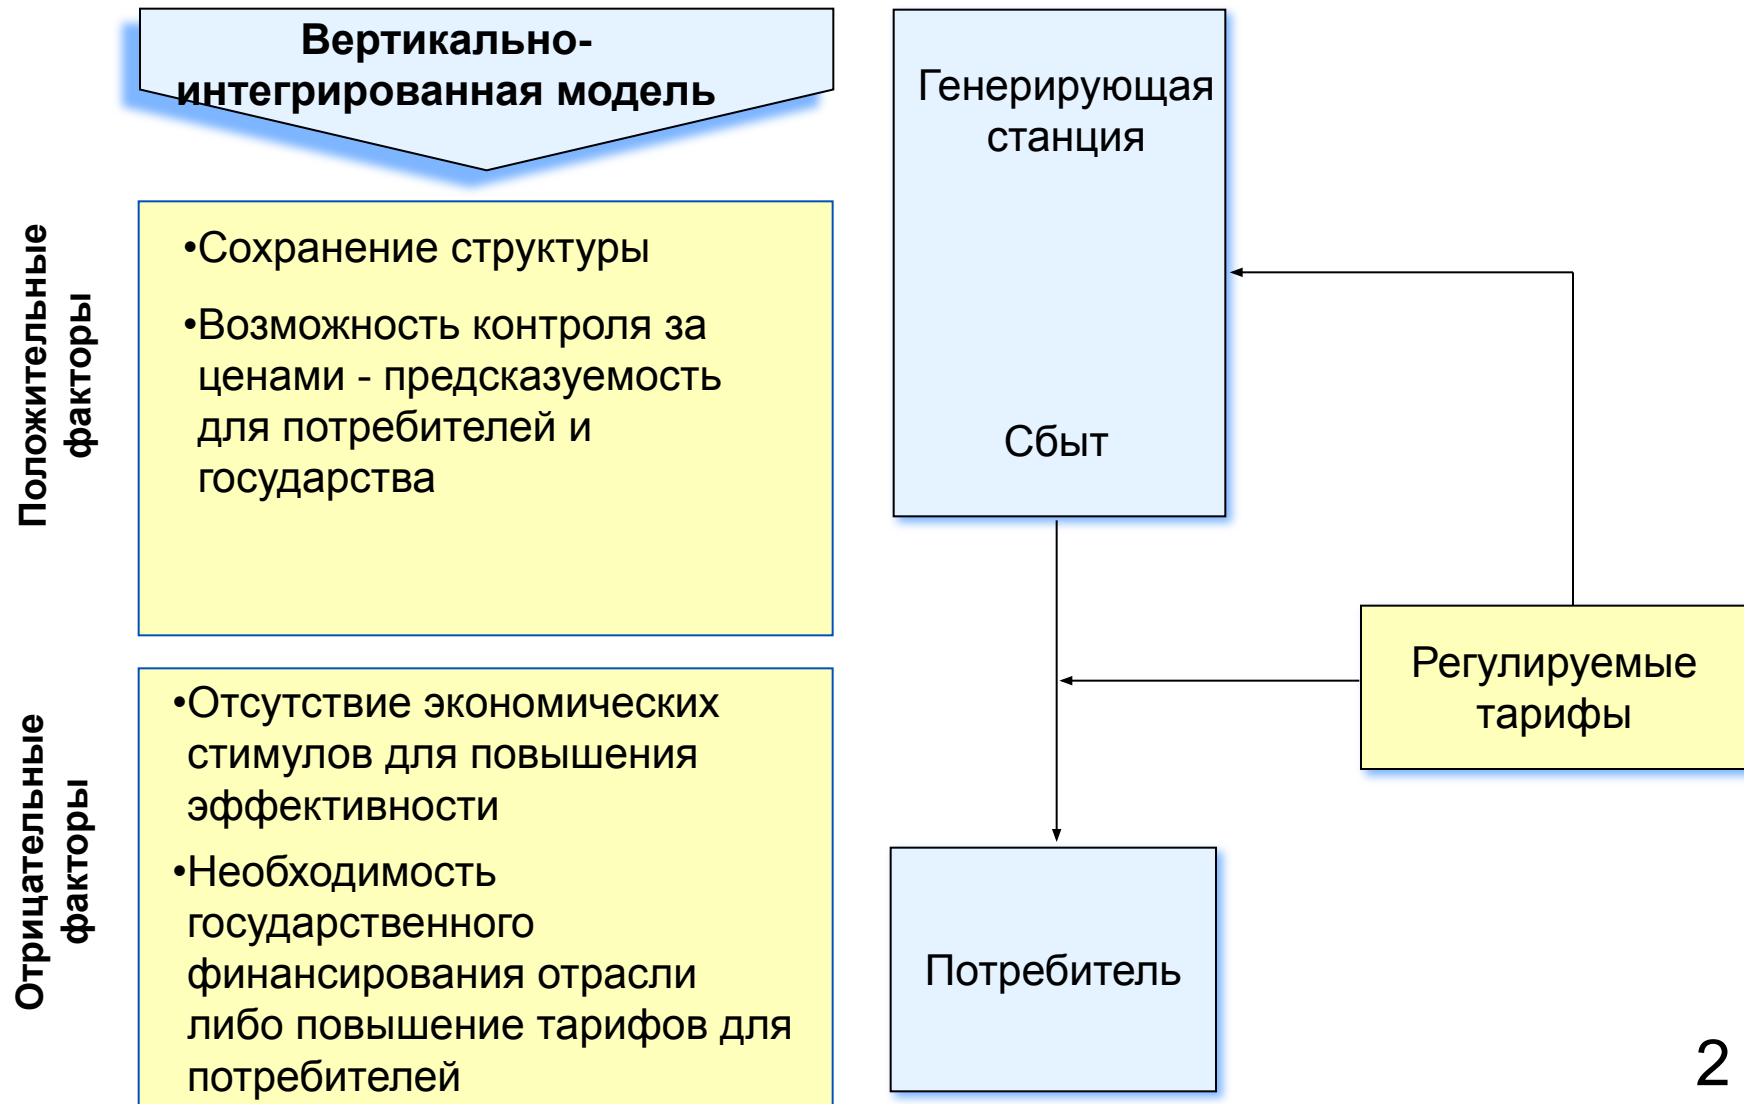 Вертикально-
интегрированная модель
Положительные
факторы
•Сохранение структуры
•Возможность контроля за
ценами - предсказуемость
для потребителей и
государства
Отрицательные
факторы
•Отсутствие экономических
стимулов для повышения
эффективности
•Необходимость
государственного
финансирования отрасли
либо повышение тарифов для
потребителей
Генерирующая
станция
Сбыт
Регулируемые
тарифы
Потребитель
2